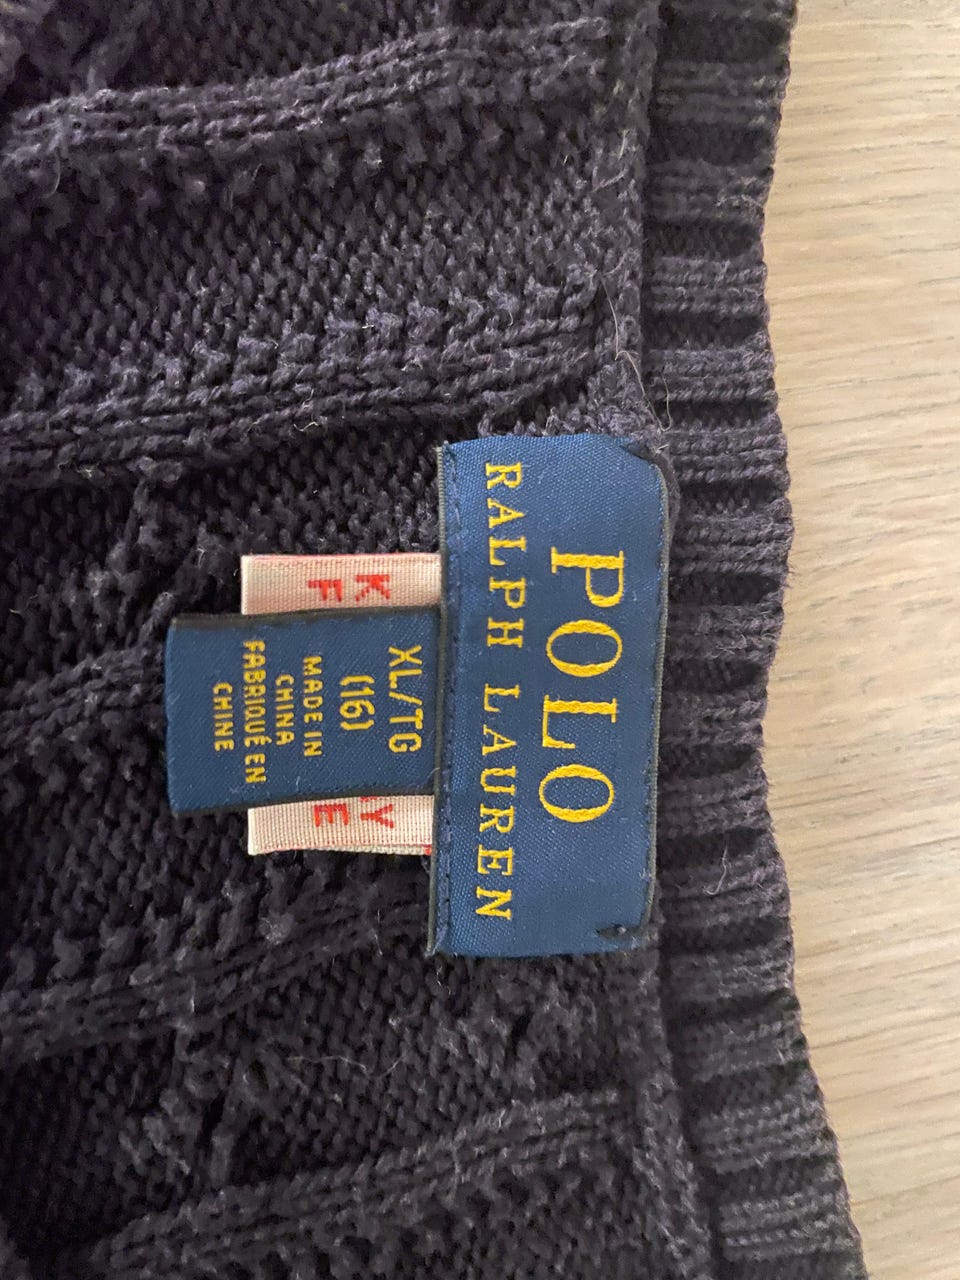 POLO
RALPH LAUREN
XL/TG
(16)
MADE IN
CHINA
FABRIQUÉ EN
CHINE